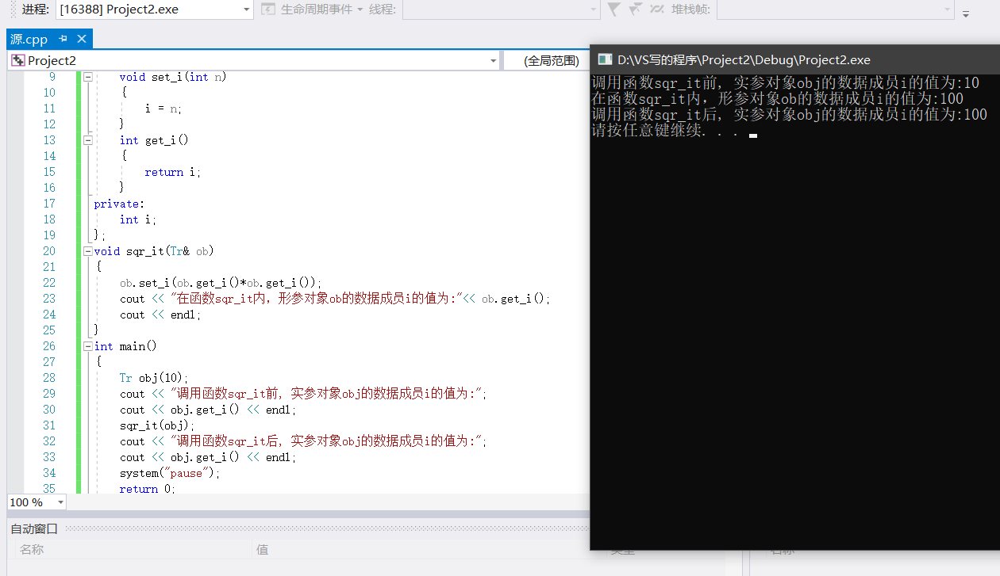 进程: [16388] Project2.exe 生命周期事件 线程: 堆栈帧:
源.cpp
Project2 (全局范围)
9 void set_i(int n)
10 {
11 i = n;
12 }
13 int get_i()
14 {
15 return i;
16 }
17 private:
18 int i;
19 };
20 void sqr_it(Tr& ob)
21 {
22 ob.set_i(ob.get_i()*ob.get_i());
23 cout << "在函数sqr_it内，形参对象ob的数据成员i的值为:"<< ob.get_i();
24 cout << endl;
25 }
26 int main()
27 {
28 Tr obj(10);
29 cout << "调用函数sqr_it前, 实参对象obj的数据成员i的值为:";
30 cout << obj.get_i() << endl;
31 sqr_it(obj);
32 cout << "调用函数sqr_it后, 实参对象obj的数据成员i的值为:";
33 cout << obj.get_i() << endl;
34 system("pause");
35 return 0;
100 %
自动窗口
名称 值 类型 名称
D:\VS写的程序\Project2\Debug\Project2.exe
调用函数sqr_it前, 实参对象obj的数据成员i的值为:10
在函数sqr_it内，形参对象ob的数据成员i的值为:100
调用函数sqr_it后, 实参对象obj的数据成员i的值为:100
请按任意键继续. . .